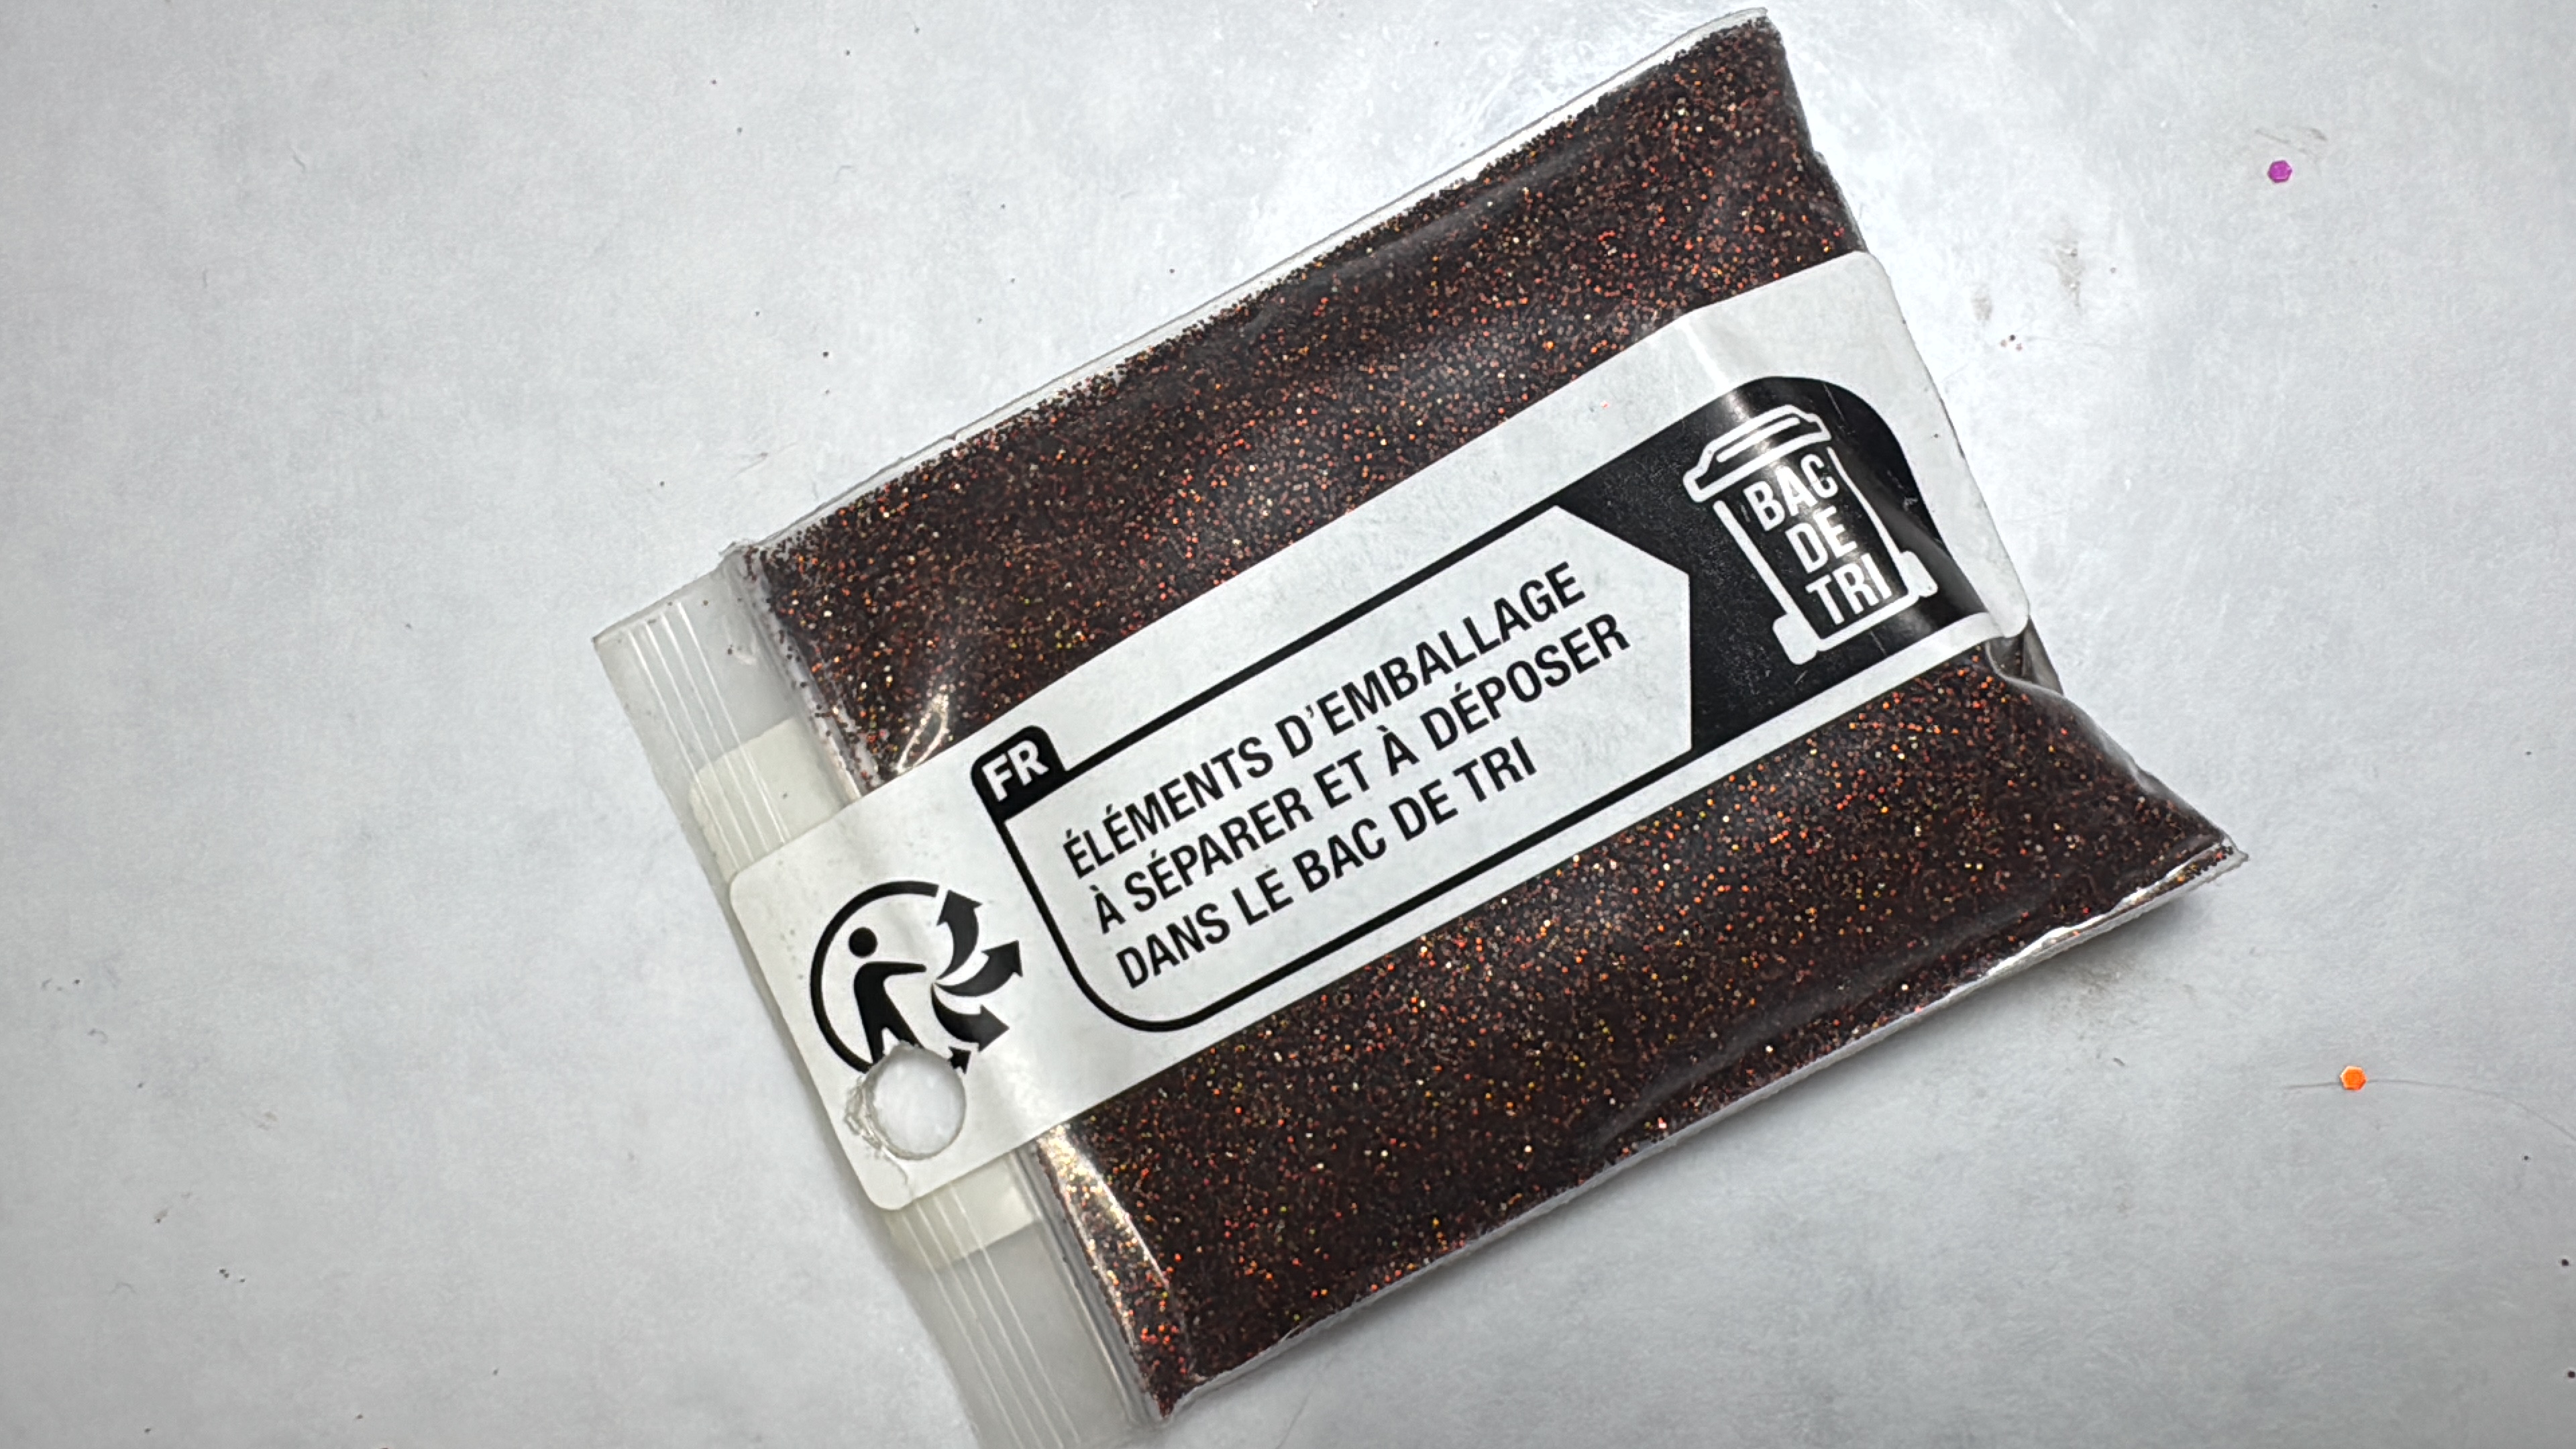 FR
ÉLÉMENTS D'EMBALLAGE
À SÉPARER ET À DÉPOSER
DANS LE BAC DE TRI
BAC
DE
TRI